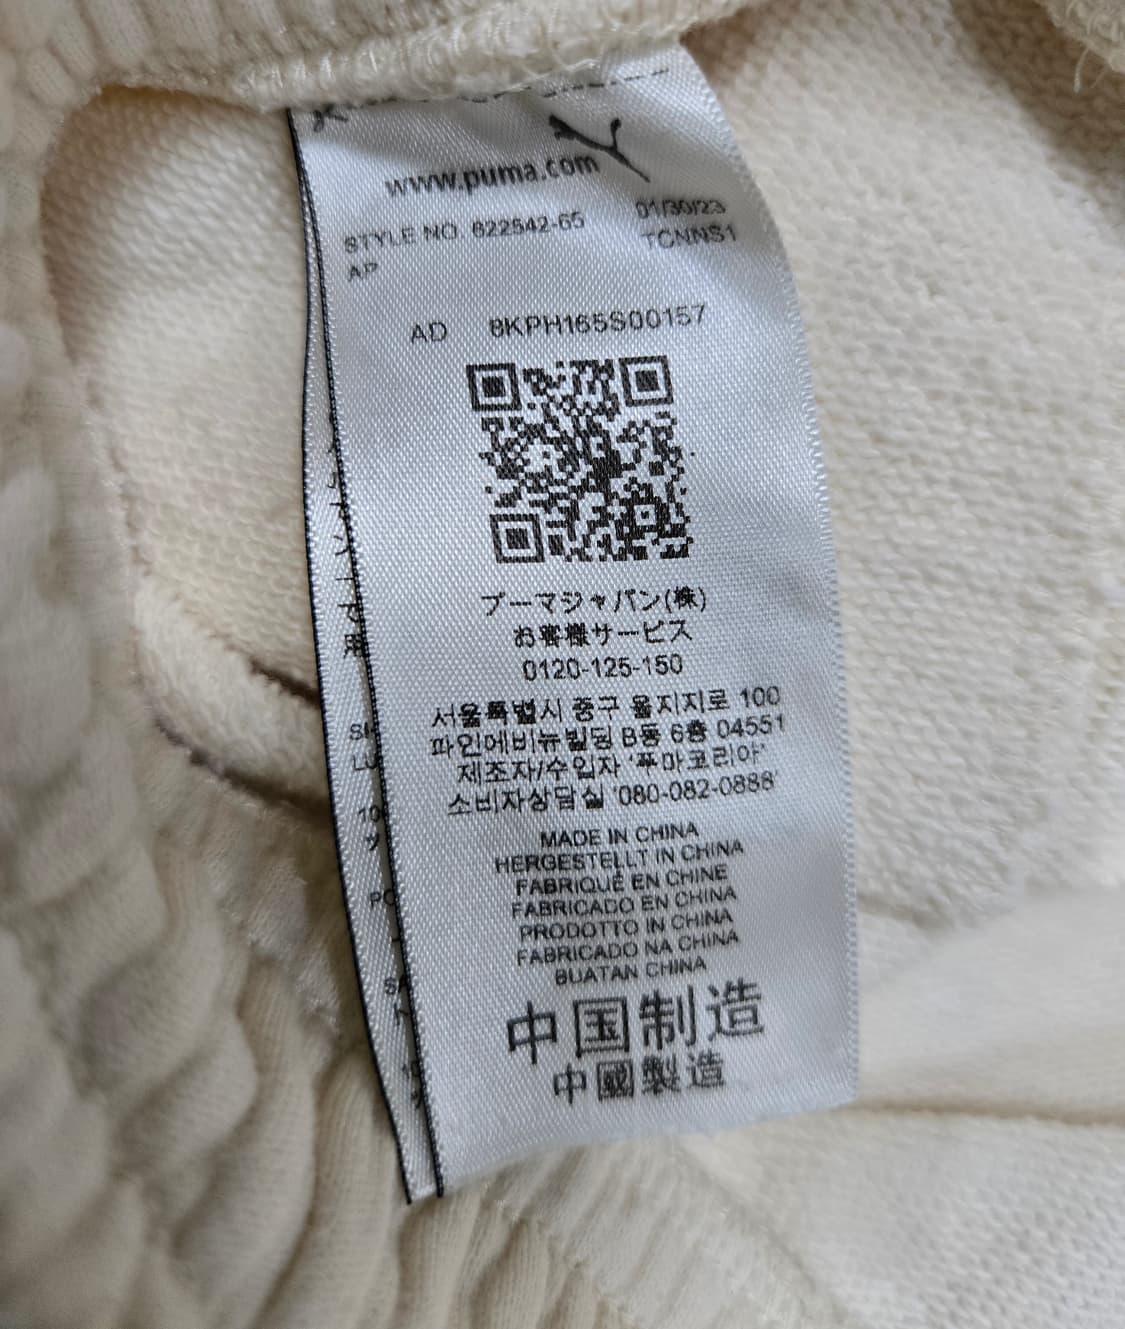 www.puma.com
STYLE NO. 622542-65
01/30/23
AP
TCNNS1
AD 8KPH165S00157
プーマジャパン(株)
お客様サービス
0120-125-150
서울특별시 중구 을지지로 100
파인에비뉴빌딩 B동 6층 04551
제조자/수입자 '푸마코리아'
소비자상담실 '080-082-0888'
MADE IN CHINA
HERGESTELLT IN CHINA
FABRIQUÉ EN CHINE
FABRICADO EN CHINA
PRODOTTO IN CHINA
FABRICADO NA CHINA
BUATAN CHINA
中国制造
中國製造